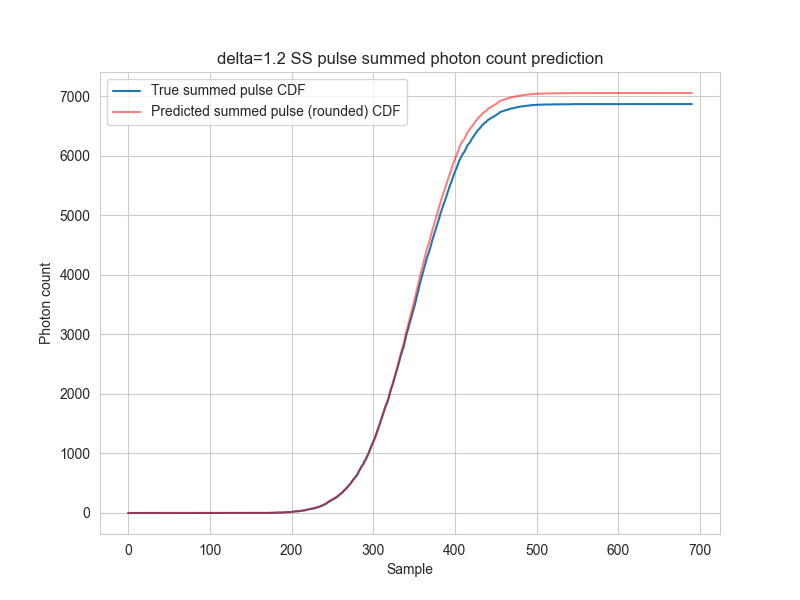 delta=1.2 SS pulse summed photon count prediction
True summed pulse CDF
Predicted summed pulse (rounded) CDF
7000
6000
5000
4000
3000
2000
1000
0
Photon count
0 100 200 300 400 500 600 700
Sample